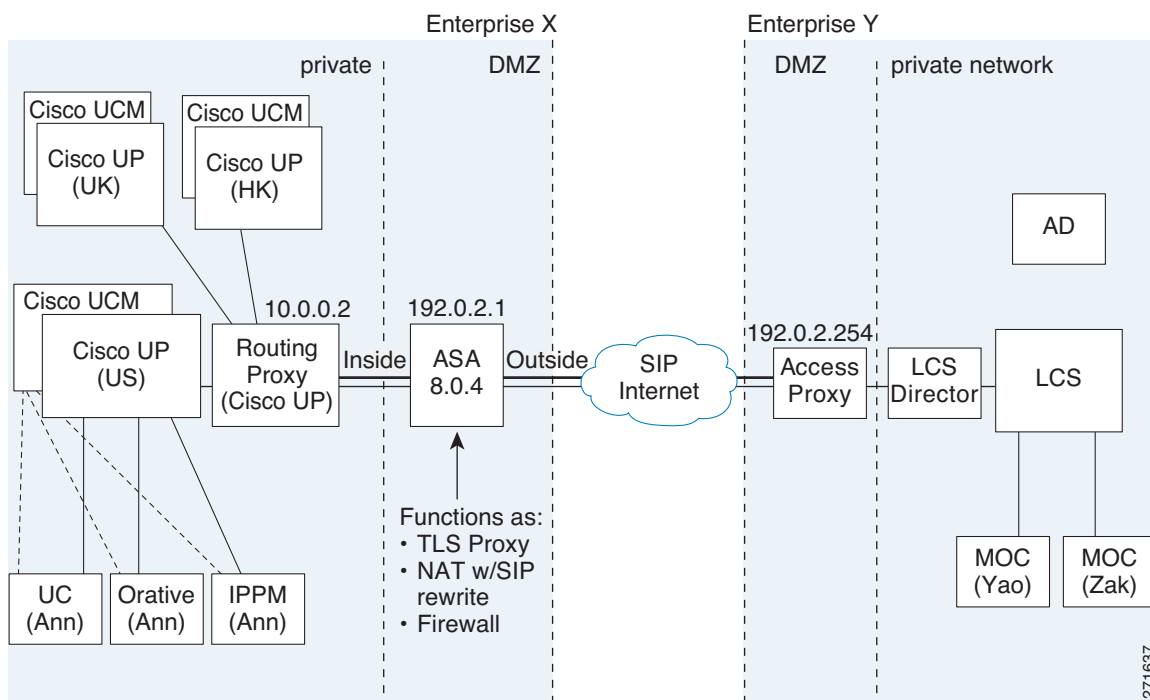 Enterprise X
Enterprise Y
private
DMZ
DMZ
private network
Cisco UCM
Cisco UP
(UK)
Cisco UCM
Cisco UP
(HK)
AD
Cisco UCM
Cisco UP
(US)
10.0.0.2
Routing
Proxy
(Cisco UP)
Inside
192.0.2.1
ASA
8.0.4
Outside
SIP
Internet
192.0.2.254
Access
Proxy
LCS
Director
LCS
Functions as:
• TLS Proxy
• NAT w/SIP
rewrite
• Firewall
UC
(Ann)
Orative
(Ann)
IPPM
(Ann)
MOC
(Yao)
MOC
(Zak)
271637